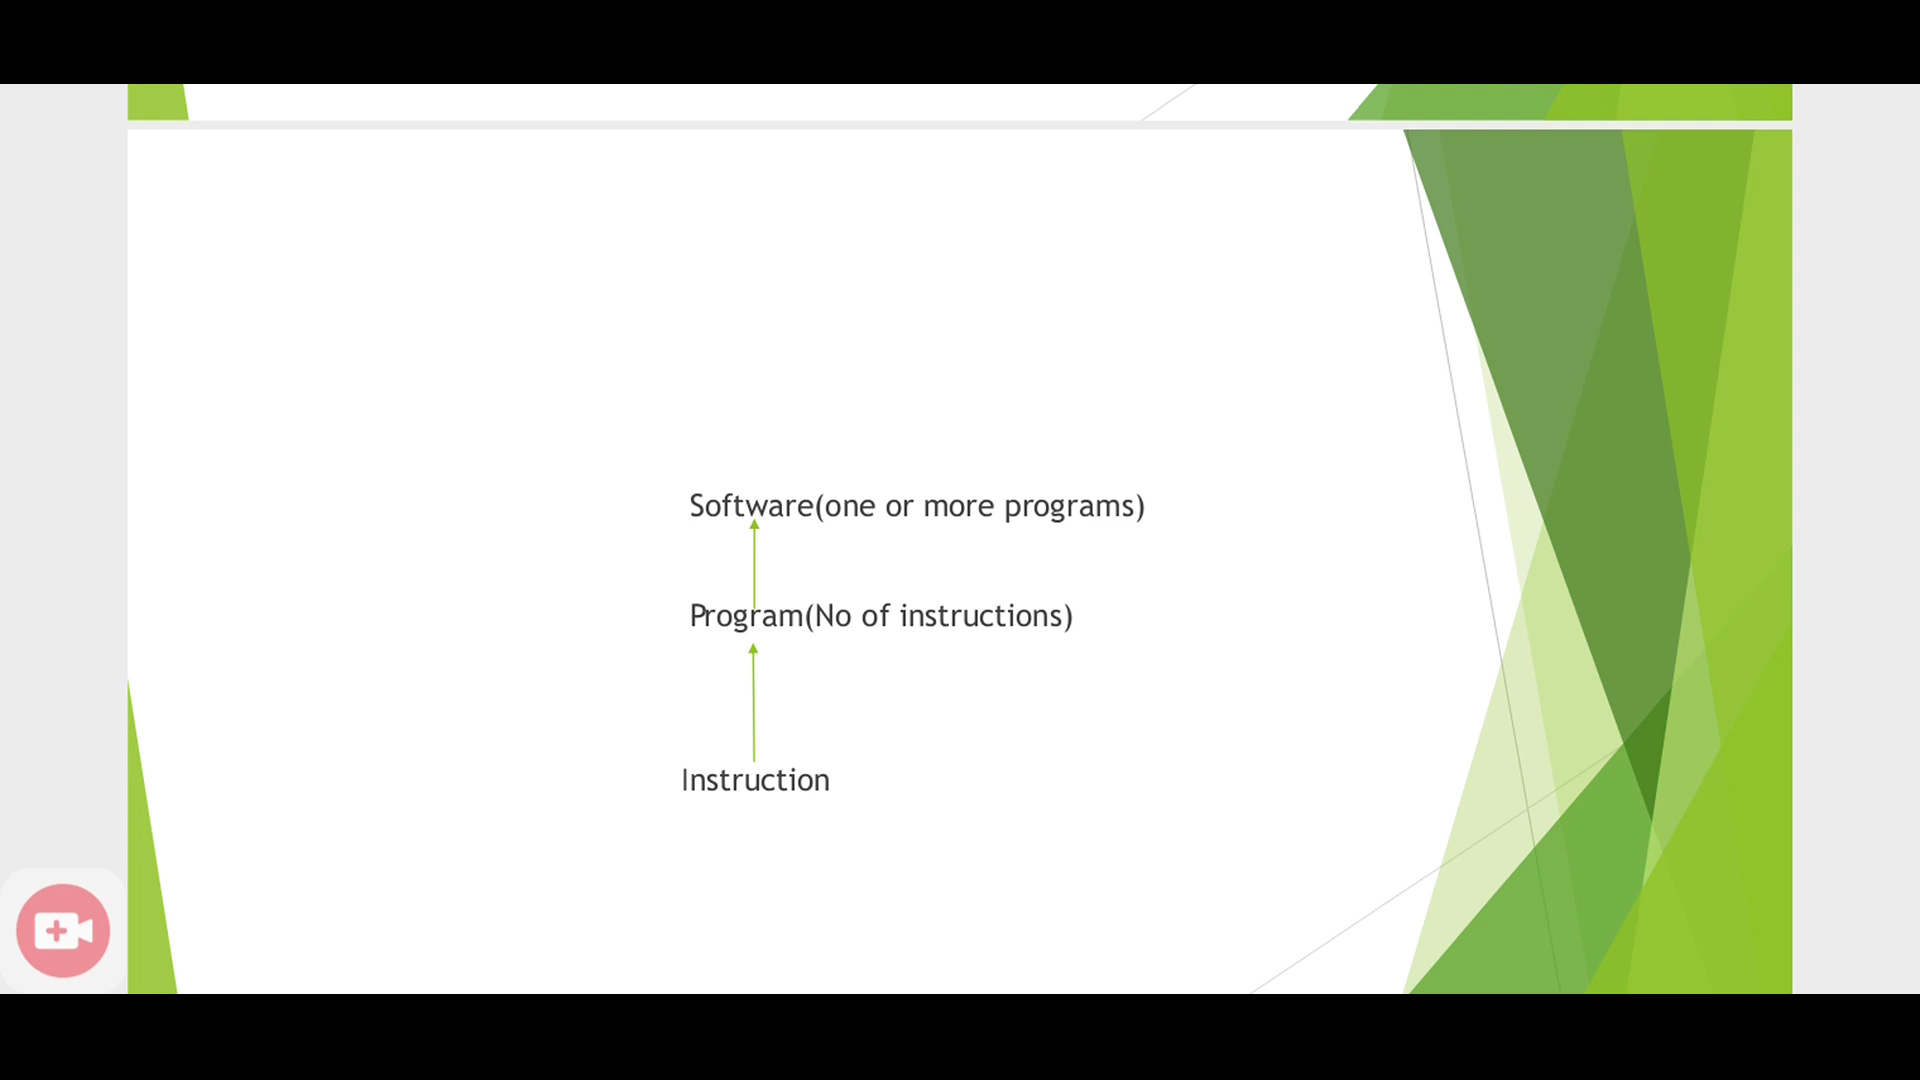 Software(one or more programs)
Program(No of instructions)
Instruction